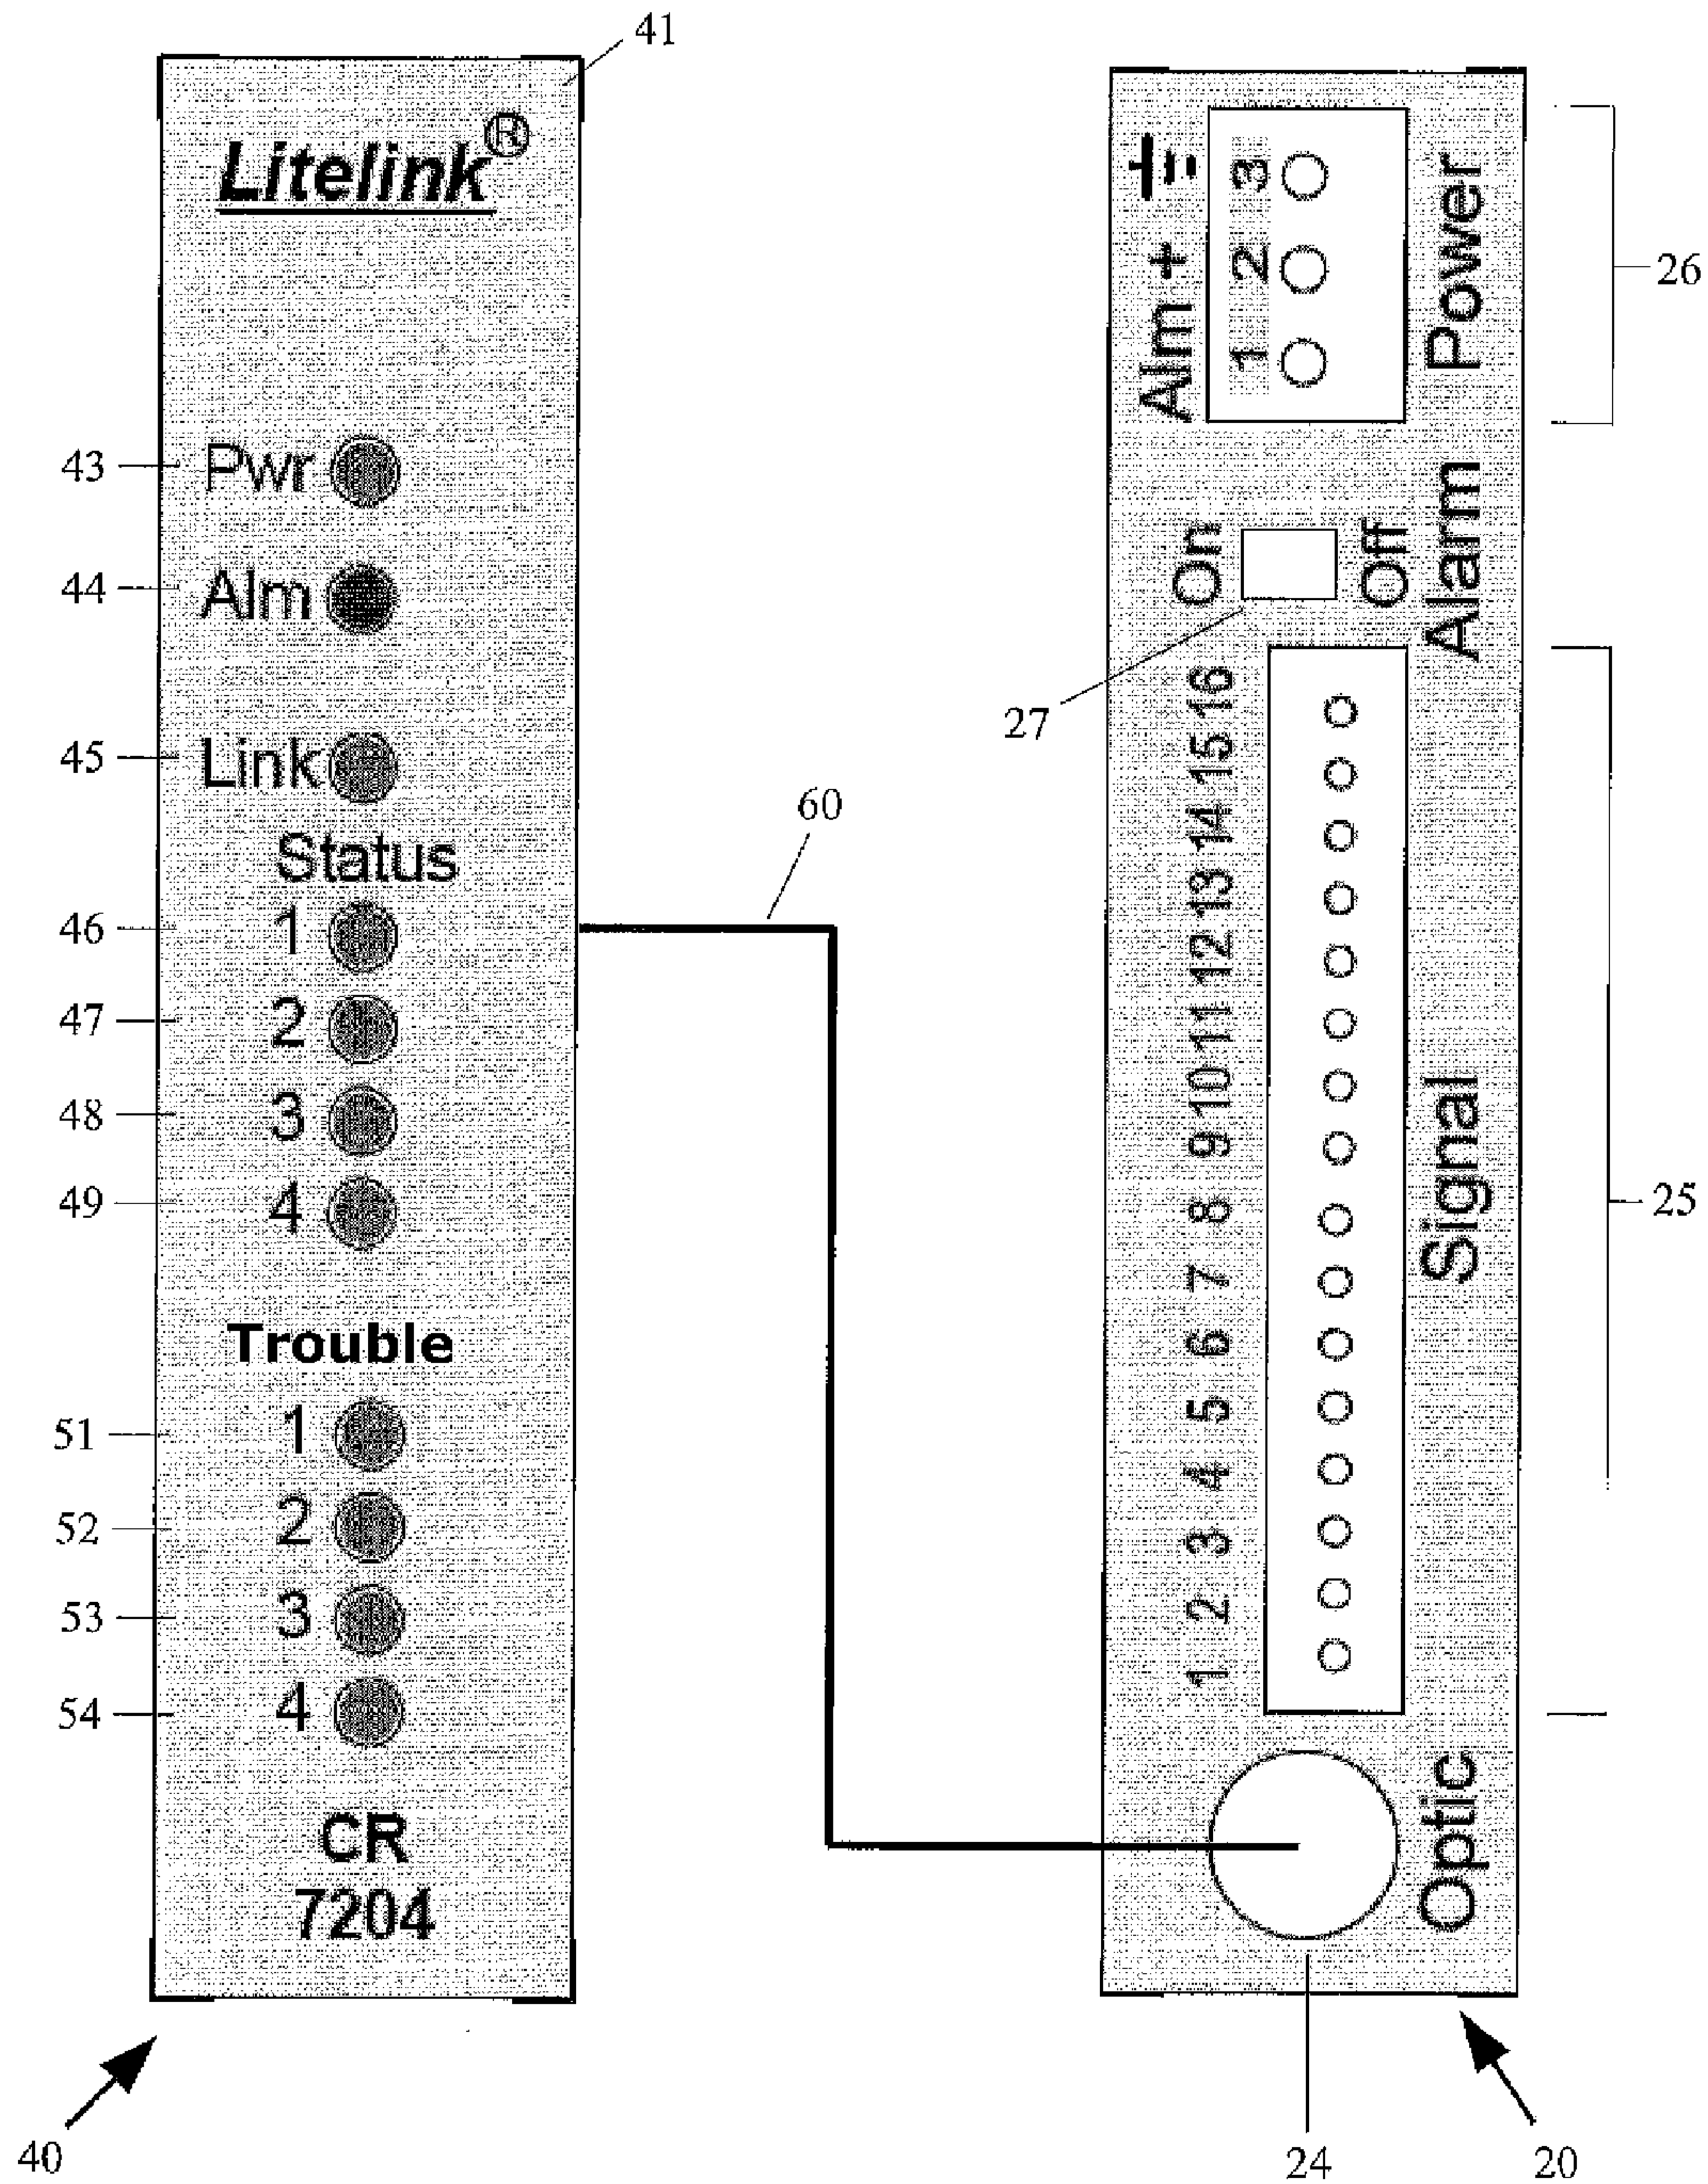 41
Litelink®
43 Pwr
44 Alm
45 Link
Status
46 1
47 2
48 3
49 4
Trouble
51 1
52 2
53 3
54 4
CR
7204
40
60
Alm +
1 2 3
Power
26
On
Off
Alarm
27
1 2 3 4 5 6 7 8 9 10 11 12 13 14 15 16
Signal
25
Optic
24
20